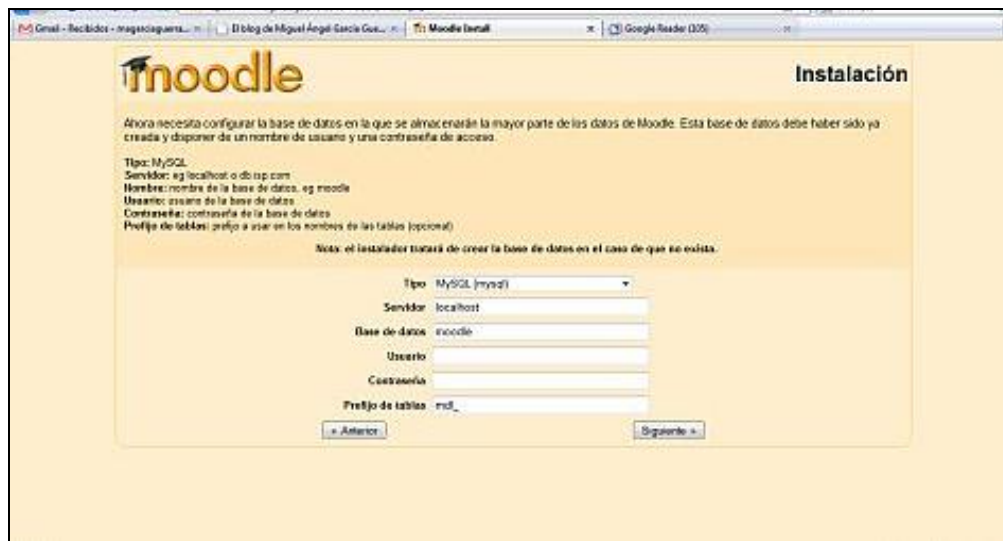 Gmail - Recibidos - magarciaguerra...
El blog de Miguel Ángel García Gue...
Moodle Install
Google Reader (105)
moodle
Instalación
Ahora necesita configurar la base de datos en la que se almacenarán la mayor parte de los datos de Moodle. Esta base de datos debe haber sido ya
creada y disponer de un nombre de usuario y una contraseña de acceso.
Tipo: MySQL
Servidor: eg localhost o db.isp.com
Nombre: nombre de la base de datos, eg moodle
Usuario: usuario de la base de datos
Contraseña: contraseña de la base de datos
Prefijo de tablas: prefijo a usar en los nombres de las tablas (opcional)
Nota: el instalador tratará de crear la base de datos en el caso de que no exista.
Tipo MySQL (mysql)
Servidor localhost
Base de datos moodle
Usuario
Contraseña
Prefijo de tablas mdl_
« Anterior Siguiente »